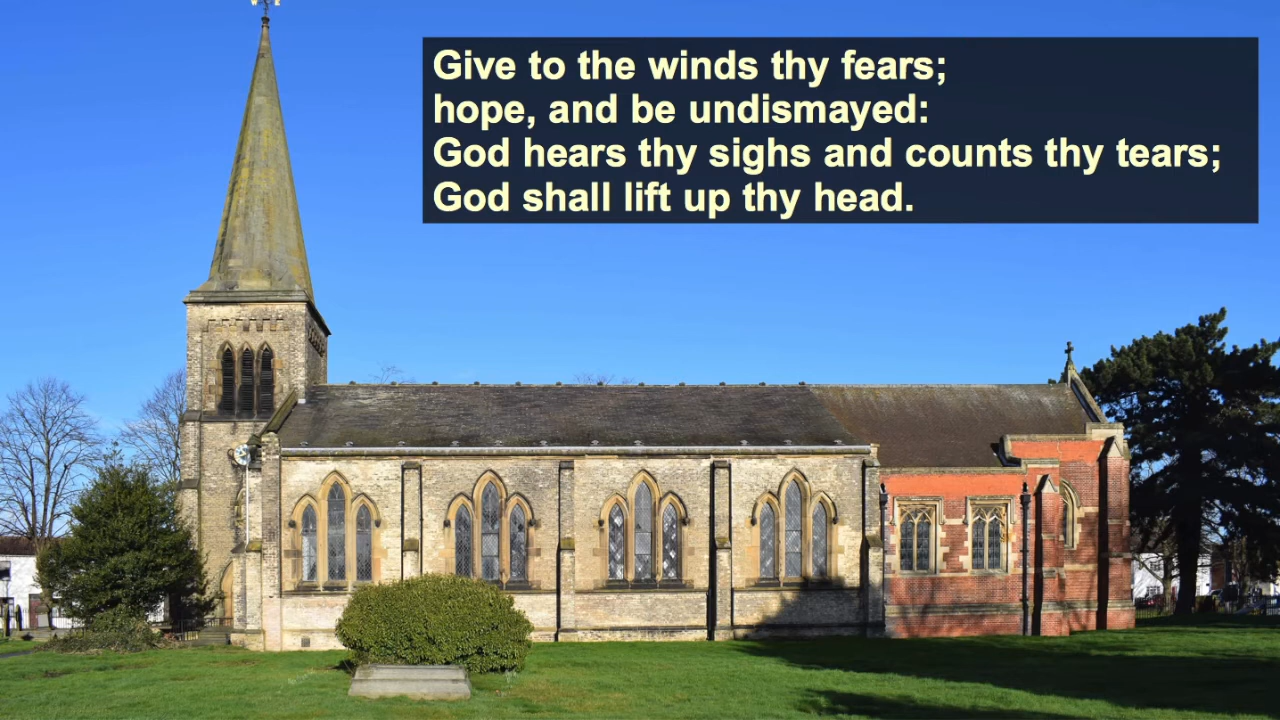 Give to the winds thy fears;
hope, and be undismayed:
God hears thy sighs and counts thy tears;
God shall lift up thy head.